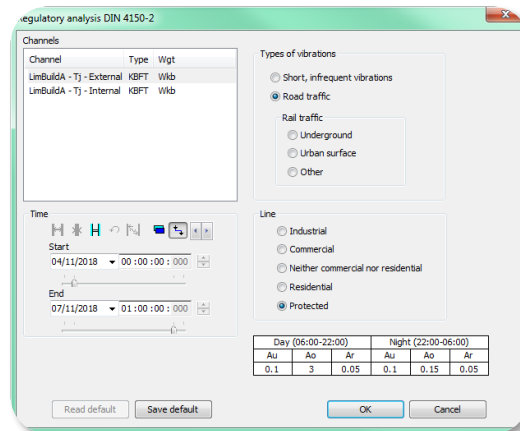 Regulatory analysis DIN 4150-2
Channels
Channel Type Wgt
LimBuildA - Tj - External KBFT Wkb
LimBuildA - Tj - Internal KBFT Wkb
Types of vibrations
Short, infrequent vibrations
Road traffic
Rail traffic
Underground
Urban surface
Other
Time
Start
04/11/2018 00 : 00 : 00 : 000
End
07/11/2018 01 : 00 : 00 : 000
Line
Industrial
Commercial
Neither commercial nor residential
Residential
Protected
Day (06:00-22:00) Night (22:00-06:00)
Au Ao Ar Au Ao Ar
0.1 3 0.05 0.1 0.15 0.05
Read default Save default OK Cancel